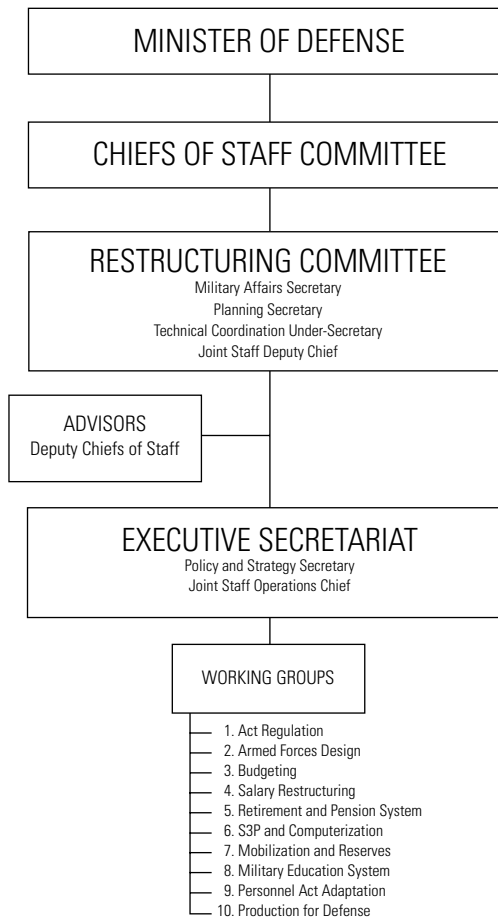 MINISTER OF DEFENSE
CHIEFS OF STAFF COMMITTEE
RESTRUCTURING COMMITTEE
Military Affairs Secretary
Planning Secretary
Technical Coordination Under-Secretary
Joint Staff Deputy Chief
ADVISORS
Deputy Chiefs of Staff
EXECUTIVE SECRETARIAT
Policy and Strategy Secretary
Joint Staff Operations Chief
WORKING GROUPS
1. Act Regulation
2. Armed Forces Design
3. Budgeting
4. Salary Restructuring
5. Retirement and Pension System
6. S3P and Computerization
7. Mobilization and Reserves
8. Military Education System
9. Personnel Act Adaptation
10. Production for Defense